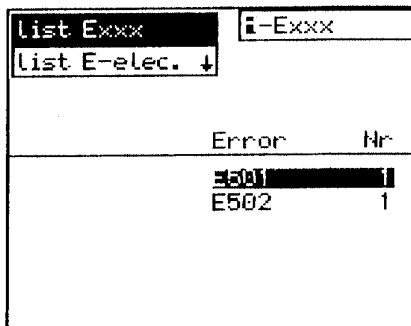 list Exxx
i-Exxx
list E-elec. ↓
Error Nr
E501 1
E502 1